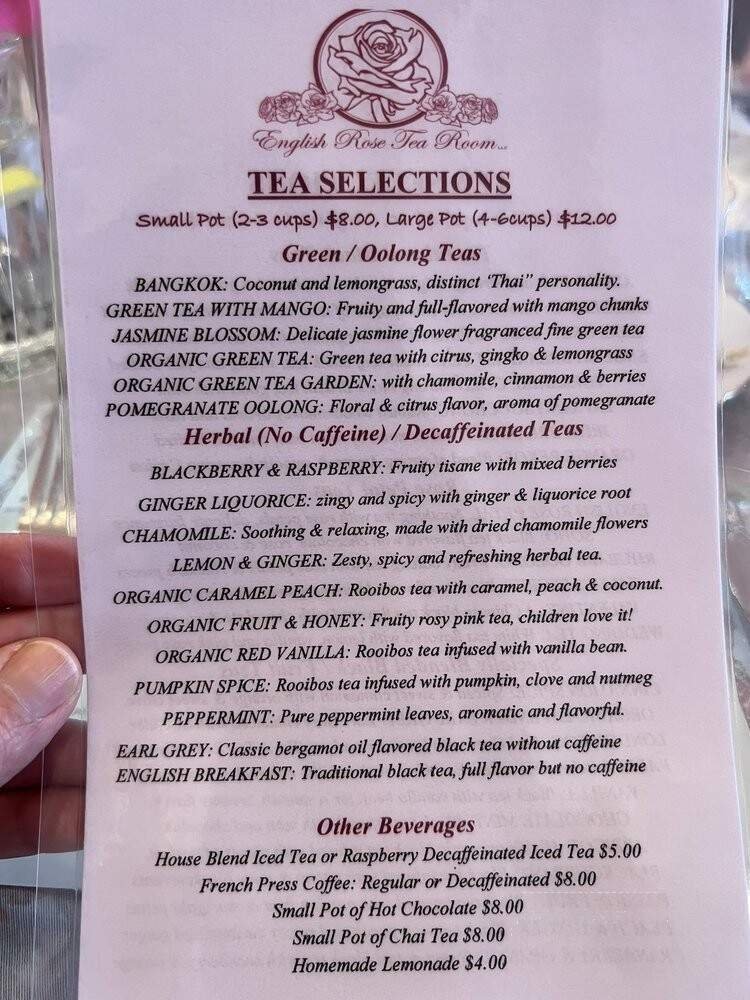 English Rose Tea Room
TEA SELECTIONS
Small Pot (2-3 cups) $8.00, Large Pot (4-6cups) $12.00
Green / Oolong Teas
BANGKOK: Coconut and lemongrass, distinct 'Thai" personality.
GREEN TEA WITH MANGO: Fruity and full-flavored with mango chunks
JASMINE BLOSSOM: Delicate jasmine flower fragranced fine green tea
ORGANIC GREEN TEA: Green tea with citrus, gingko & lemongrass
ORGANIC GREEN TEA GARDEN: with chamomile, cinnamon & berries
POMEGRANATE OOLONG: Floral & citrus flavor, aroma of pomegranate
Herbal (No Caffeine) / Decaffeinated Teas
BLACKBERRY & RASPBERRY: Fruity tisane with mixed berries
GINGER LIQUORICE: zingy and spicy with ginger & liquorice root
CHAMOMILE: Soothing & relaxing, made with dried chamomile flowers
LEMON & GINGER: Zesty, spicy and refreshing herbal tea.
ORGANIC CARAMEL PEACH: Rooibos tea with caramel, peach & coconut.
ORGANIC FRUIT & HONEY: Fruity rosy pink tea, children love it!
ORGANIC RED VANILLA: Rooibos tea infused with vanilla bean.
PUMPKIN SPICE: Rooibos tea infused with pumpkin, clove and nutmeg
PEPPERMINT: Pure peppermint leaves, aromatic and flavorful.
EARL GREY: Classic bergamot oil flavored black tea without caffeine
ENGLISH BREAKFAST: Traditional black tea, full flavor but no caffeine
Other Beverages
House Blend Iced Tea or Raspberry Decaffeinated Iced Tea $5.00
French Press Coffee: Regular or Decaffeinated $8.00
Small Pot of Hot Chocolate $8.00
Small Pot of Chai Tea $8.00
Homemade Lemonade $4.00